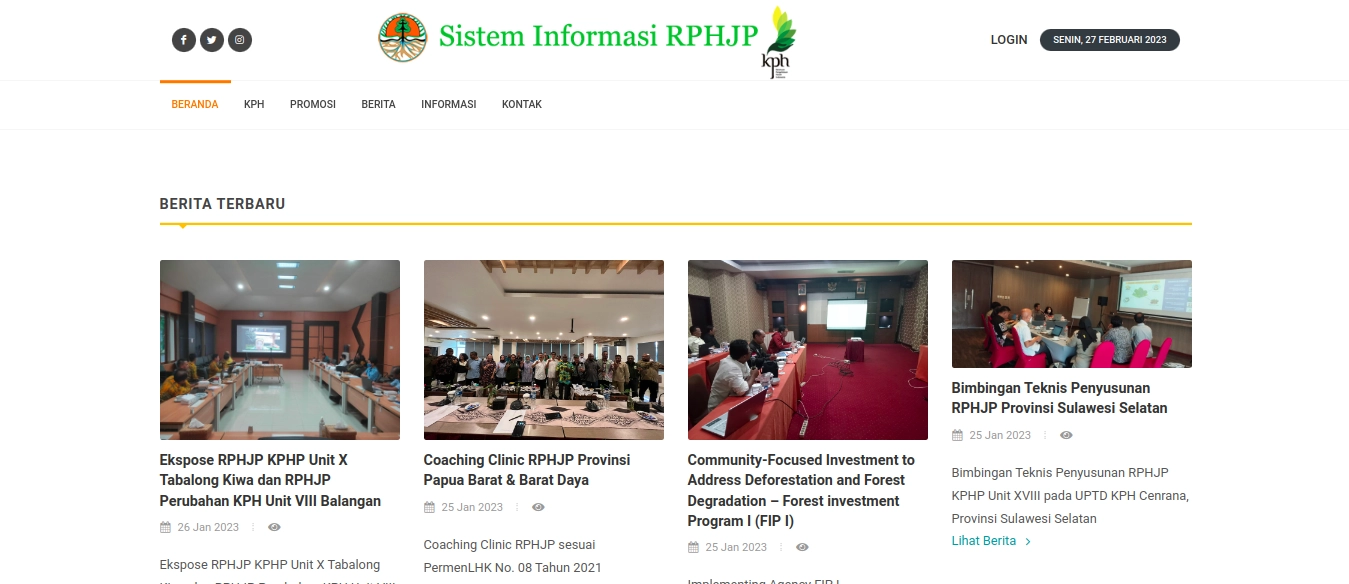 Sistem Informasi RPHJP
kph
LOGIN
SENIN, 27 FEBRUARI 2023
BERANDA
KPH
PROMOSI
BERITA
INFORMASI
KONTAK
BERITA TERBARU
Ekspose RPHJP KPHP Unit X
Tabalong Kiwa dan RPHJP
Perubahan KPH Unit VIII Balangan
26 Jan 2023
Ekspose RPHJP KPHP Unit X Tabalong
Coaching Clinic RPHJP Provinsi
Papua Barat & Barat Daya
25 Jan 2023
Coaching Clinic RPHJP sesuai
PermenLHK No. 08 Tahun 2021
Community-Focused Investment to
Address Deforestation and Forest
Degradation – Forest investment
Program I (FIP I)
25 Jan 2023
Implementing Agency FIP I
Bimbingan Teknis Penyusunan
RPHJP Provinsi Sulawesi Selatan
25 Jan 2023
Bimbingan Teknis Penyusunan RPHJP
KPHP Unit XVIII pada UPTD KPH Cenrana,
Provinsi Sulawesi Selatan
Lihat Berita